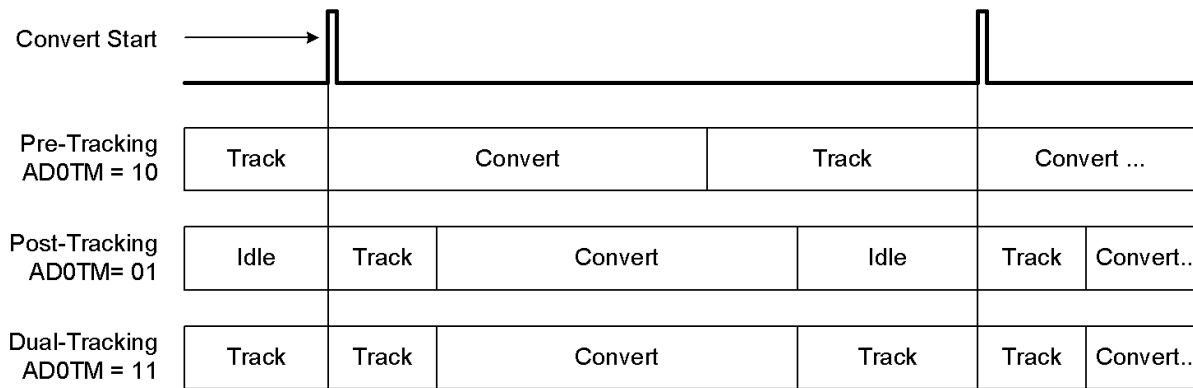 Convert Start
Pre-Tracking
AD0TM = 10
Track Convert Track Convert ...
Post-Tracking
AD0TM= 01
Idle Track Convert Idle Track Convert..
Dual-Tracking
AD0TM = 11
Track Track Convert Track Track Convert..